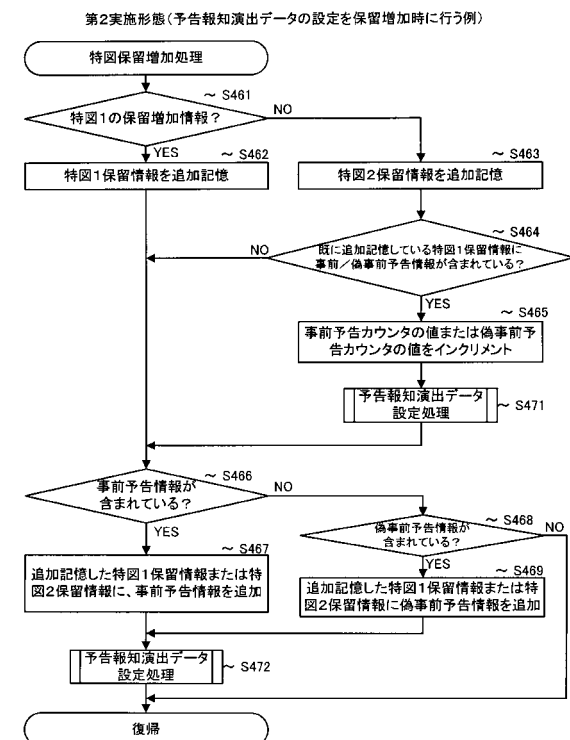 第2実施形態(予告報知演出データの設定を保留増加時に行う例)
特図保留増加処理
～ S461
特図1の保留増加情報?
NO
YES
～ S462
特図1保留情報を追加記憶
～ S463
特図2保留情報を追加記憶
～ S464
既に追加記憶している特図1保留情報に
事前/偽事前予告情報が含まれている?
NO
YES
～ S465
事前予告カウンタの値または偽事前予
告カウンタの値をインクリメント
予告報知演出データ
設定処理
～ S471
～ S466
事前予告情報が
含まれている?
NO
YES
～ S468
偽事前予告情報が
含まれている?
NO
YES
～ S467
追加記憶した特図1保留情報または特
図2保留情報に、事前予告情報を追加
～ S469
追加記憶した特図1保留情報または特
図2保留情報に偽事前予告情報を追加
予告報知演出データ
設定処理
～ S472
復帰